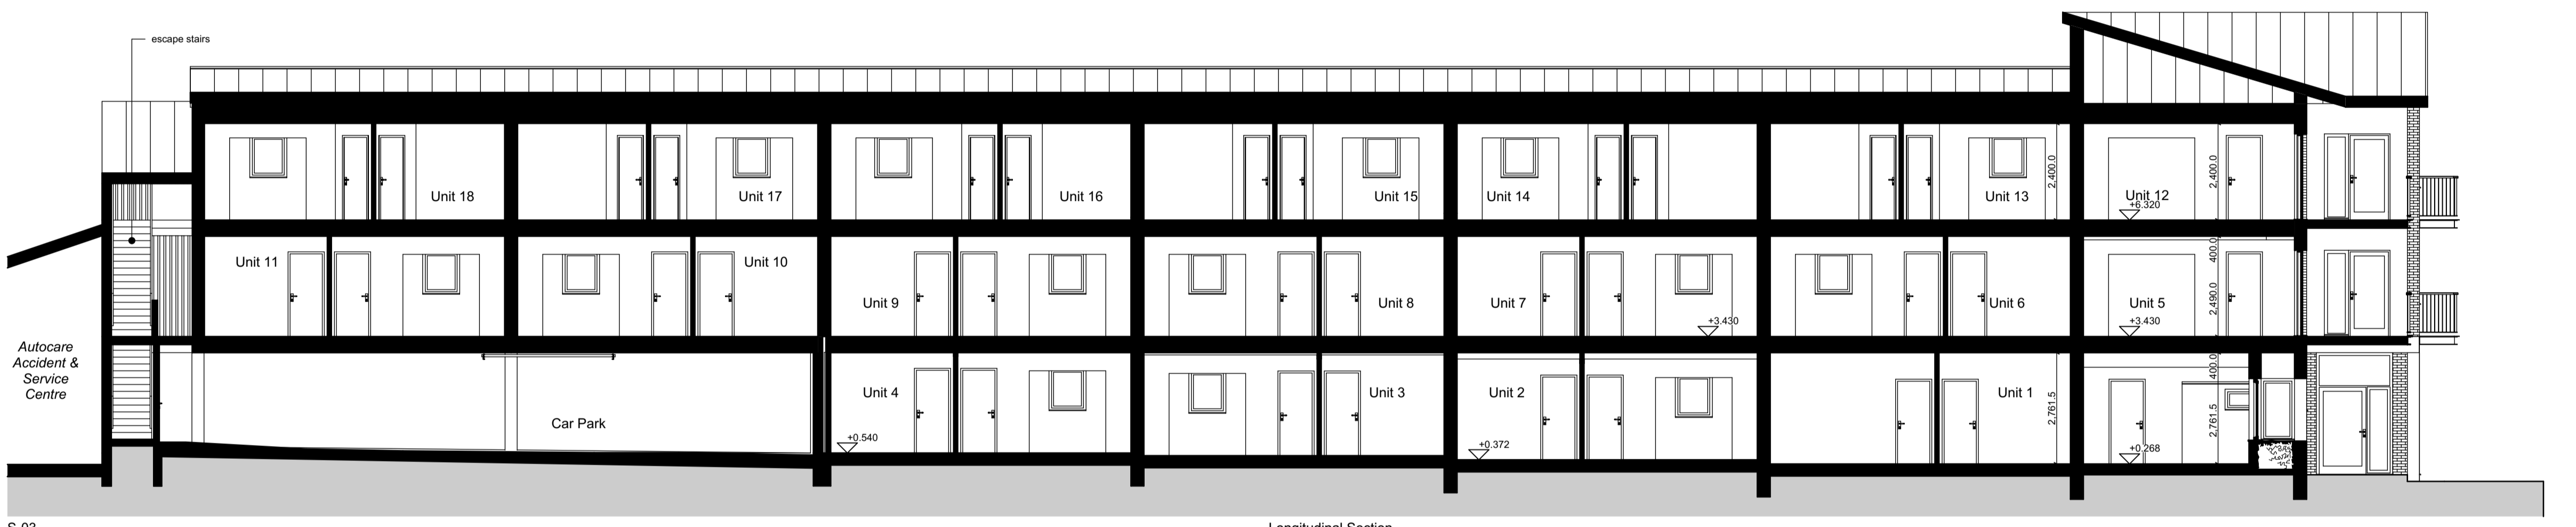 escape stairs
Unit 18
Unit 17
Unit 16
Unit 15
Unit 14
Unit 13
2,400.0
Unit 12
+6.320
2,400.0
Unit 11
Unit 10
Unit 9
Unit 8
Unit 7
+3.430
Unit 6
Unit 5
+3.430
400.0
2,490.0
Autocare
Accident &
Service
Centre
Car Park
Unit 4
+0.540
Unit 3
Unit 2
+0.372
Unit 1
2,761.5
400.0
2,761.5
+0.268
S-03
Longitudinal Section